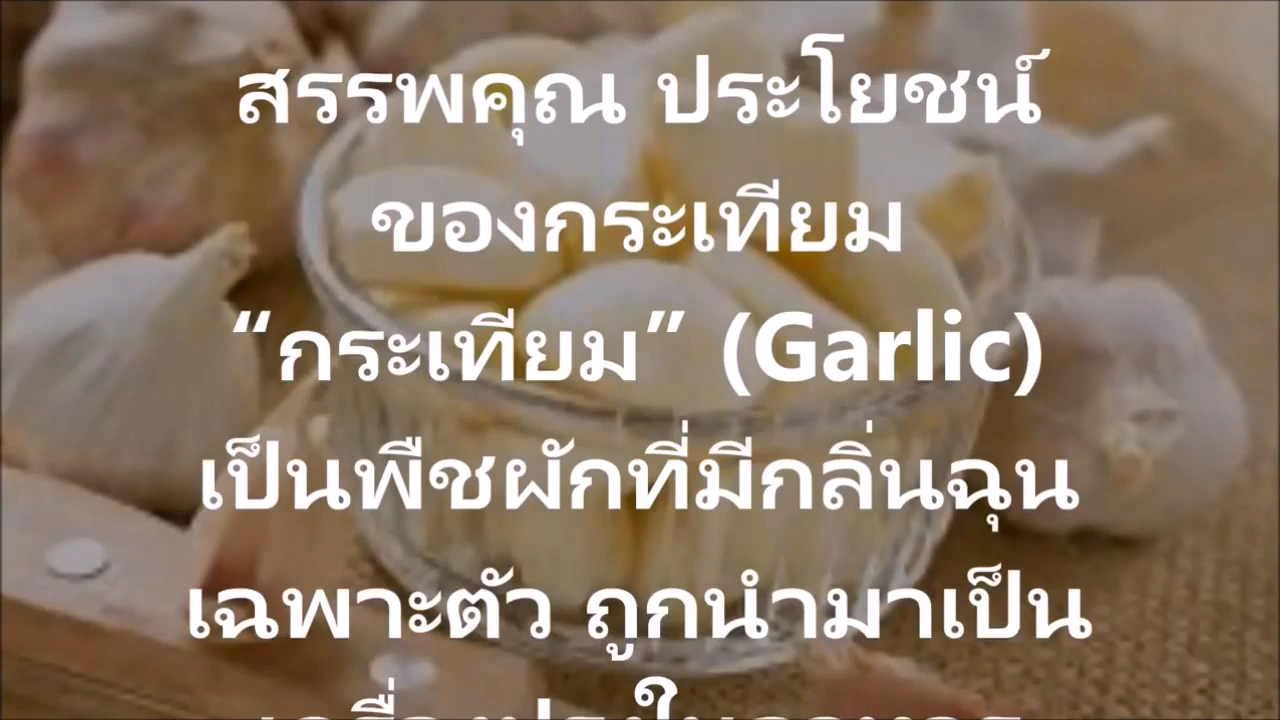 สรรพคุณ ประโยชน์
ของกระเทียม
“กระเทียม” (Garlic)
เป็นพืชผักที่มีกลิ่นฉุน
เฉพาะตัว ถูกนำมาเป็น